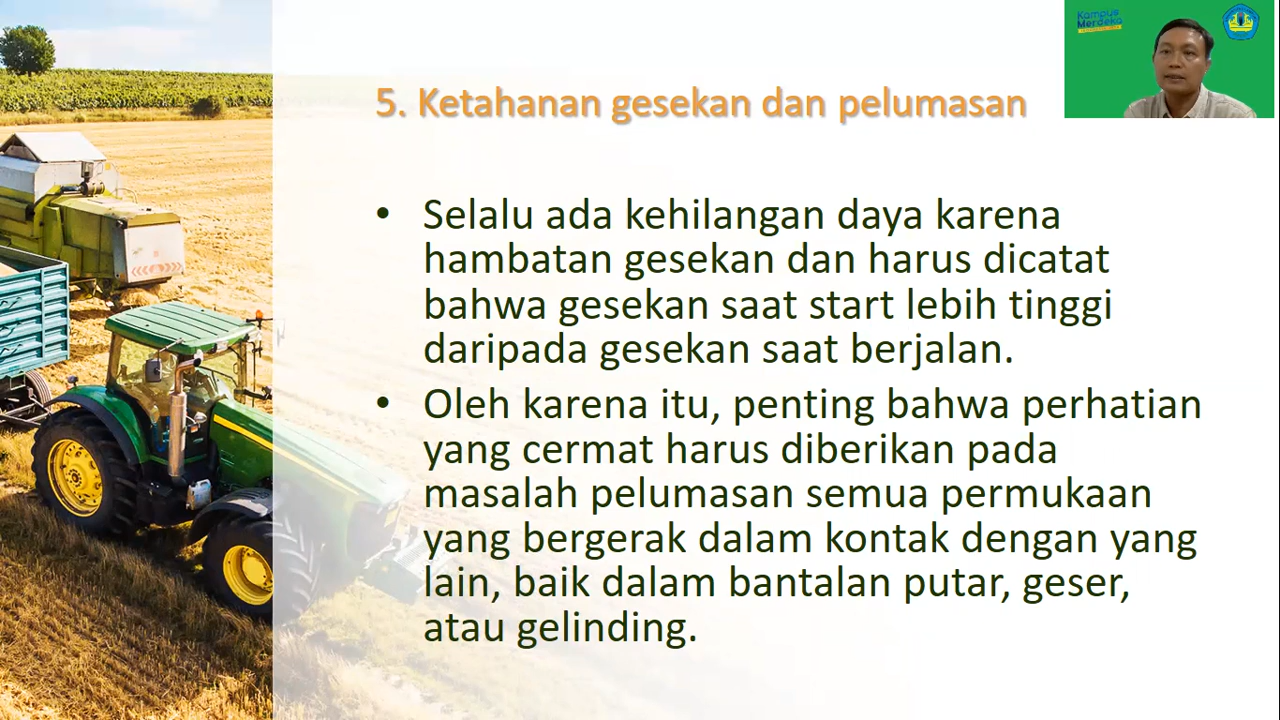 Kampus
Merdeka
5. Ketahanan gesekan dan pelumasan
• Selalu ada kehilangan daya karena
hambatan gesekan dan harus dicatat
bahwa gesekan saat start lebih tinggi
daripada gesekan saat berjalan.
• Oleh karena itu, penting bahwa perhatian
yang cermat harus diberikan pada
masalah pelumasan semua permukaan
yang bergerak dalam kontak dengan yang
lain, baik dalam bantalan putar, geser,
atau gelinding.